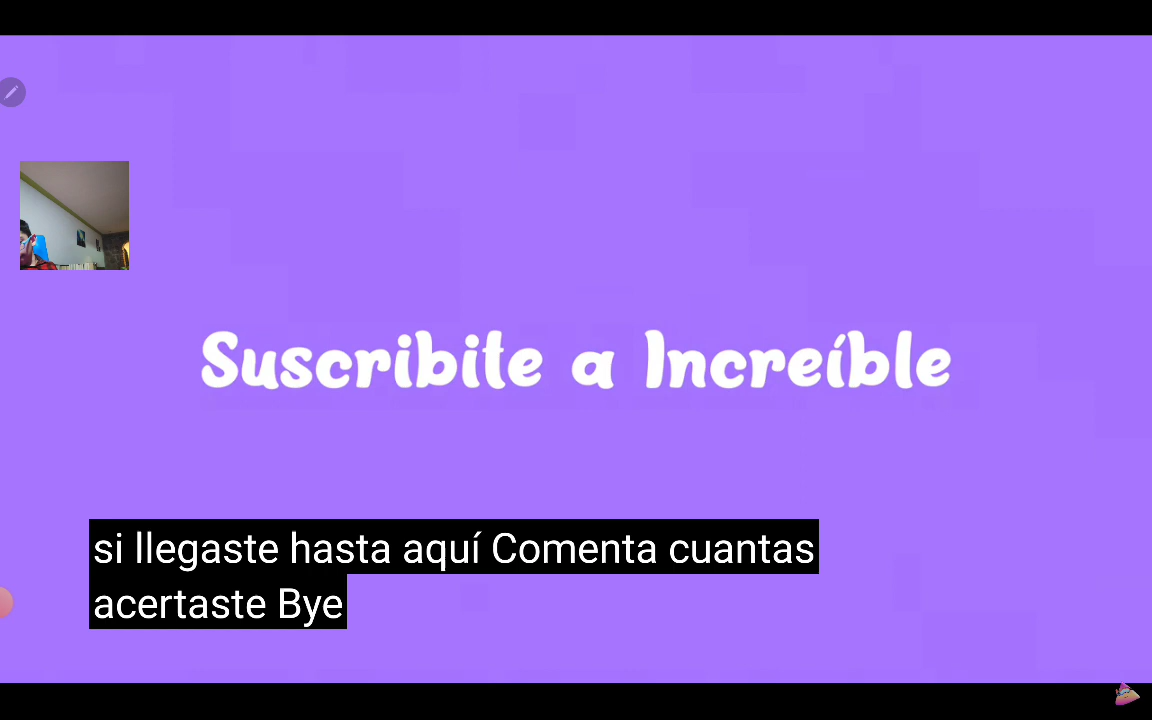 Suscribite a Increíble
si llegaste hasta aquí Comenta cuantas
acertaste Bye